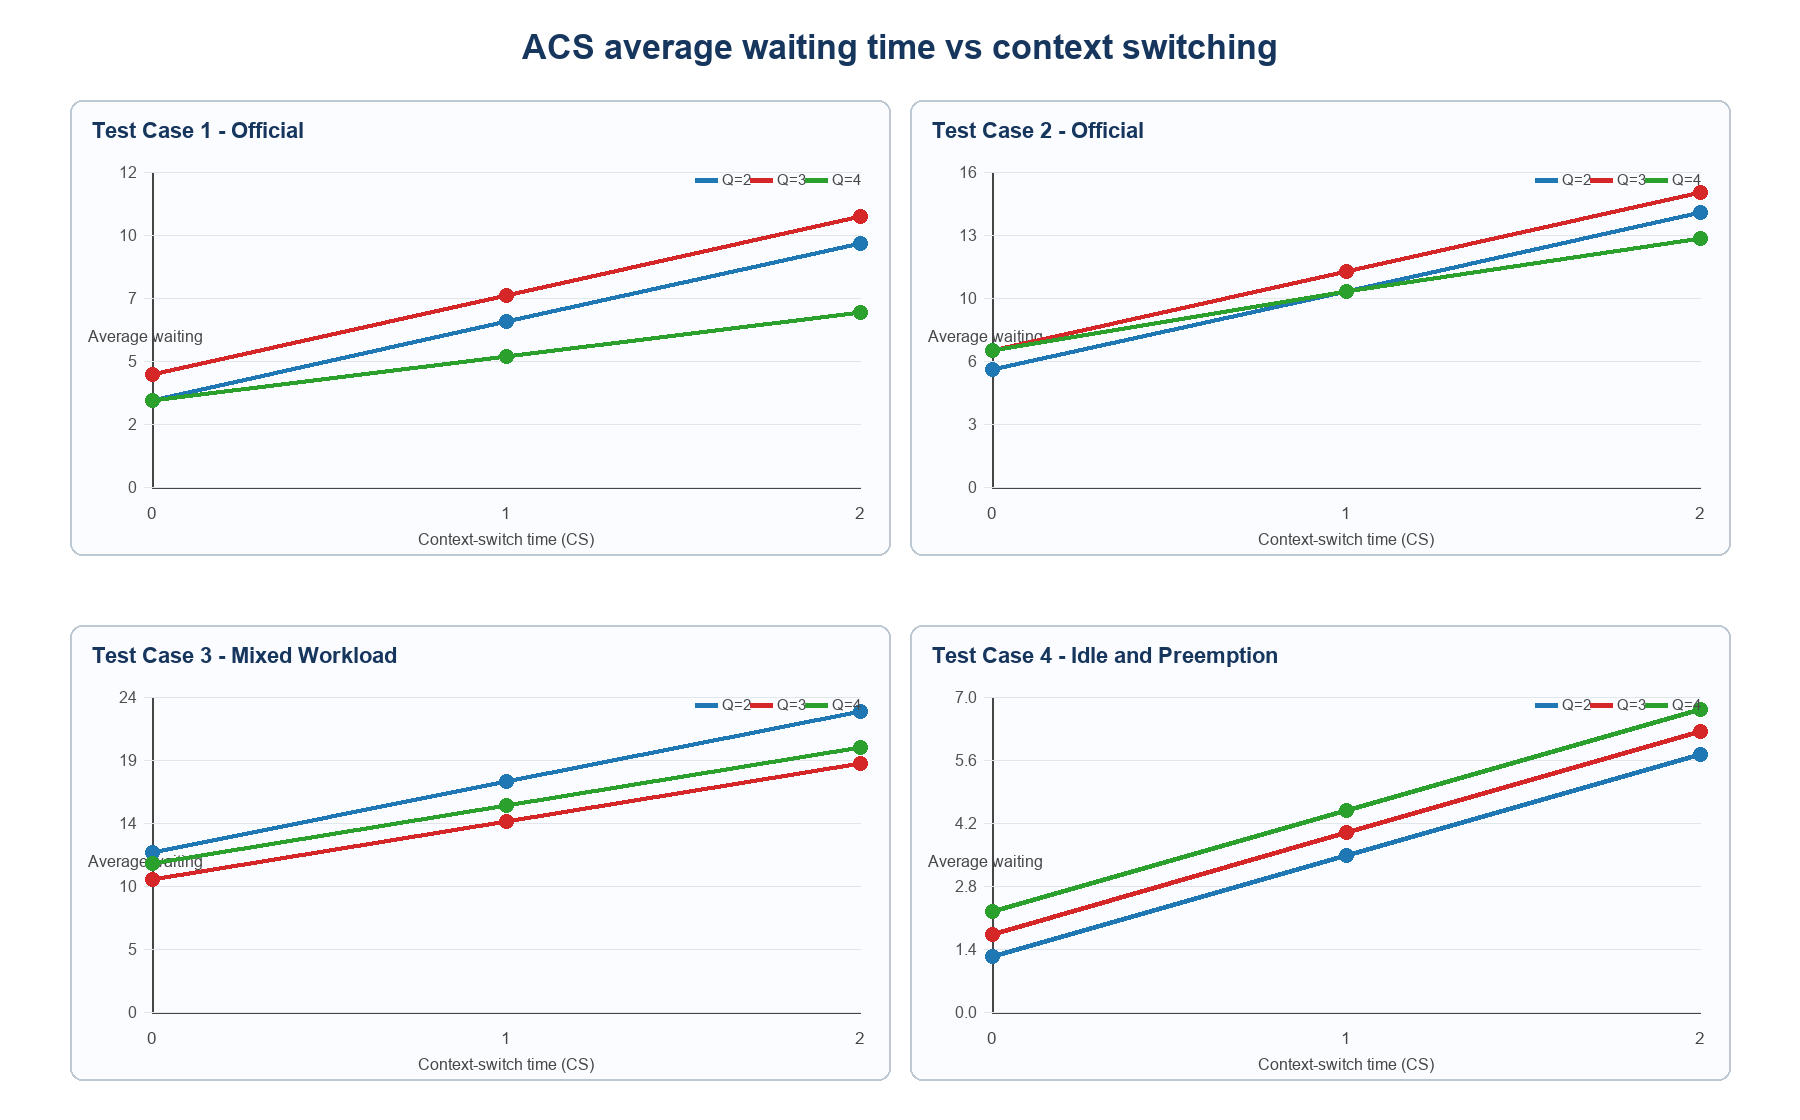 ACS average waiting time vs context switching
Test Case 1 - Official
12
Q=2 Q=3 Q=4
10
7
Average waiting
5
2
0
0 1 2
Context-switch time (CS)
Test Case 2 - Official
16
Q=2 Q=3 Q=4
13
10
Average waiting
6
3
0
0 1 2
Context-switch time (CS)
Test Case 3 - Mixed Workload
24
Q=2 Q=3 Q=4
19
14
Average waiting
10
5
0
0 1 2
Context-switch time (CS)
Test Case 4 - Idle and Preemption
7.0
Q=2 Q=3 Q=4
5.6
4.2
Average waiting
2.8
1.4
0.0
0 1 2
Context-switch time (CS)